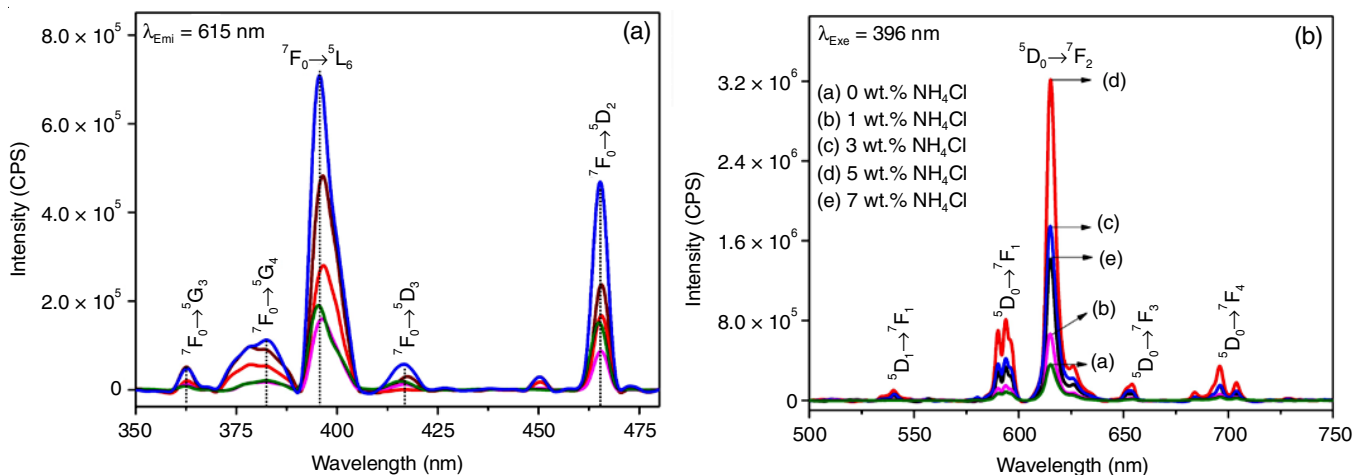 λEmi = 615 nm
(a)
8.0 × 10⁵
6.0 × 10⁵
4.0 × 10⁵
2.0 × 10⁵
0
Intensity (CPS)
⁷F₀→⁵G₃
⁷F₀→⁵G₄
⁷F₀→⁵L₆
⁷F₀→⁵D₃
⁷F₀→⁵D₂
350 375 400 425 450 475
Wavelength (nm)
λExe = 396 nm
(b)
(a) 0 wt.% NH₄Cl
(b) 1 wt.% NH₄Cl
(c) 3 wt.% NH₄Cl
(d) 5 wt.% NH₄Cl
(e) 7 wt.% NH₄Cl
3.2 × 10⁶
2.4 × 10⁶
1.6 × 10⁶
8.0 × 10⁵
0
Intensity (CPS)
⁵D₁→⁷F₁
⁵D₀→⁷F₁
⁵D₀→⁷F₂
⁵D₀→⁷F₃
⁵D₀→⁷F₄
(d)
(c)
(e)
(b)
(a)
500 550 600 650 700 750
Wavelength (nm)